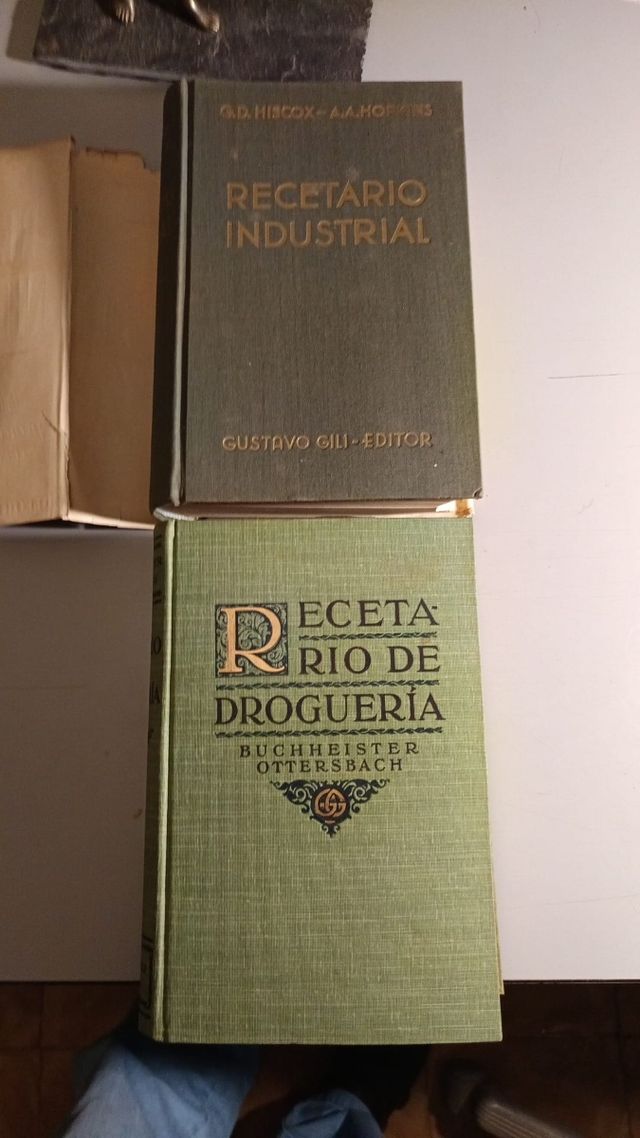 G.D. HISCOX - A.A. HOPKINS
RECETARIO
INDUSTRIAL
GUSTAVO GILI - EDITOR
RECETA-
RIO DE
DROGUERÍA
BUCHHEISTER
OTTERSBACH